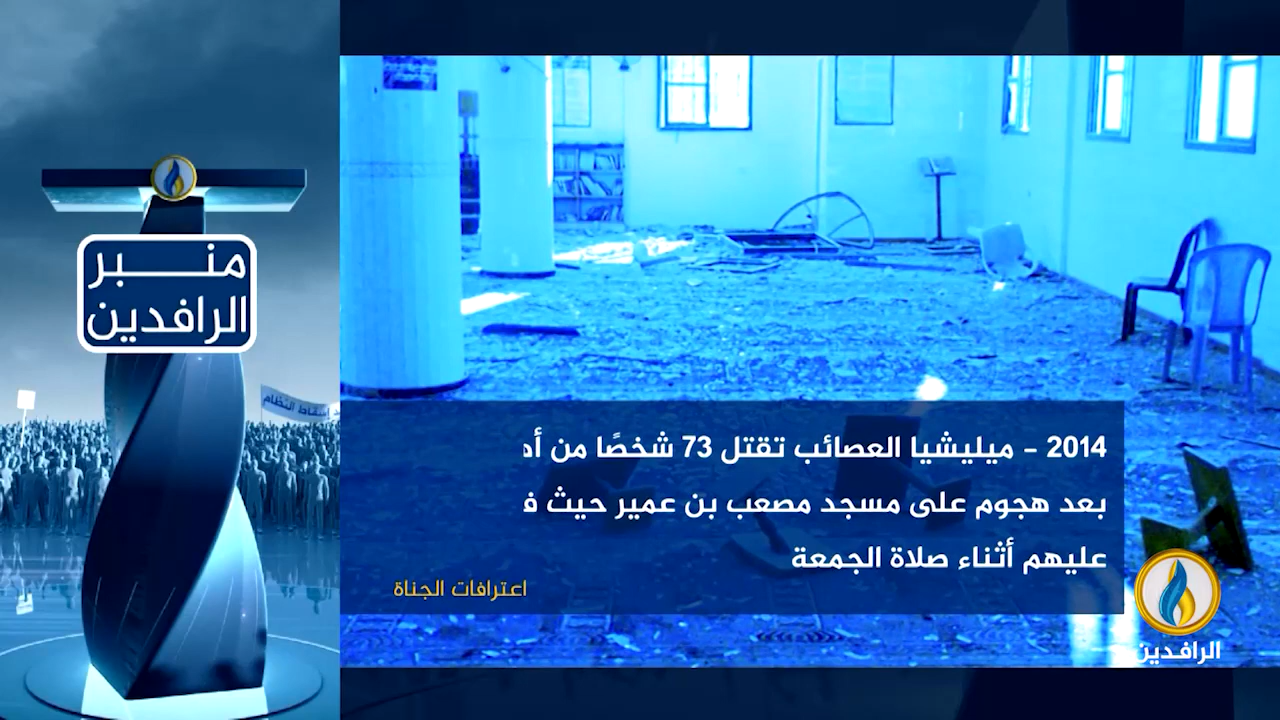 منبر
الرافدين
إسقاط النظام
2014 - ميليشيا العصائب تقتل 73 شخصًا من
بعد هجوم على مسجد مصعب بن عمير حيث
عليهم أثناء صلاة الجمعة
اعترافات الجناة
الرافدين